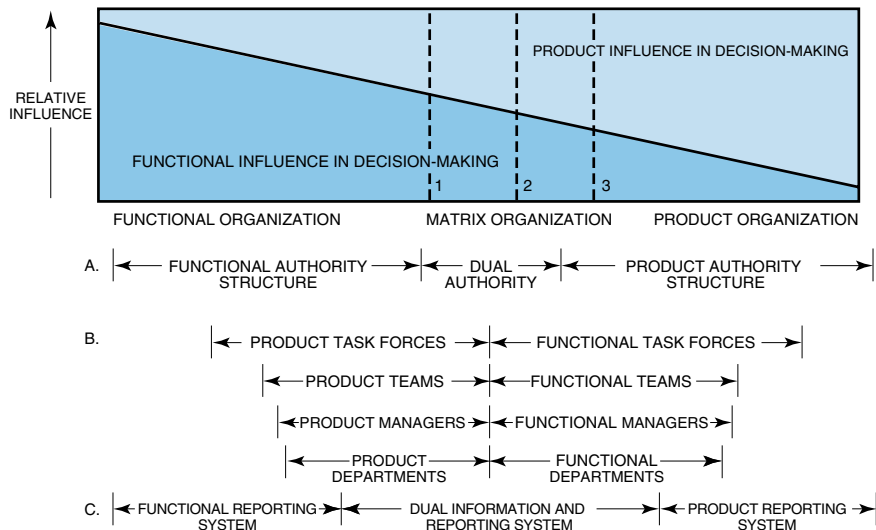 PRODUCT INFLUENCE IN DECISION-MAKING
RELATIVE
INFLUENCE
FUNCTIONAL INFLUENCE IN DECISION-MAKING
1
2
3
FUNCTIONAL ORGANIZATION
MATRIX ORGANIZATION
PRODUCT ORGANIZATION
A.
FUNCTIONAL AUTHORITY
STRUCTURE
DUAL
AUTHORITY
PRODUCT AUTHORITY
STRUCTURE
B.
PRODUCT TASK FORCES
FUNCTIONAL TASK FORCES
PRODUCT TEAMS
FUNCTIONAL TEAMS
PRODUCT MANAGERS
FUNCTIONAL MANAGERS
PRODUCT
DEPARTMENTS
FUNCTIONAL
DEPARTMENTS
C.
FUNCTIONAL REPORTING
SYSTEM
DUAL INFORMATION AND
REPORTING SYSTEM
PRODUCT REPORTING
SYSTEM